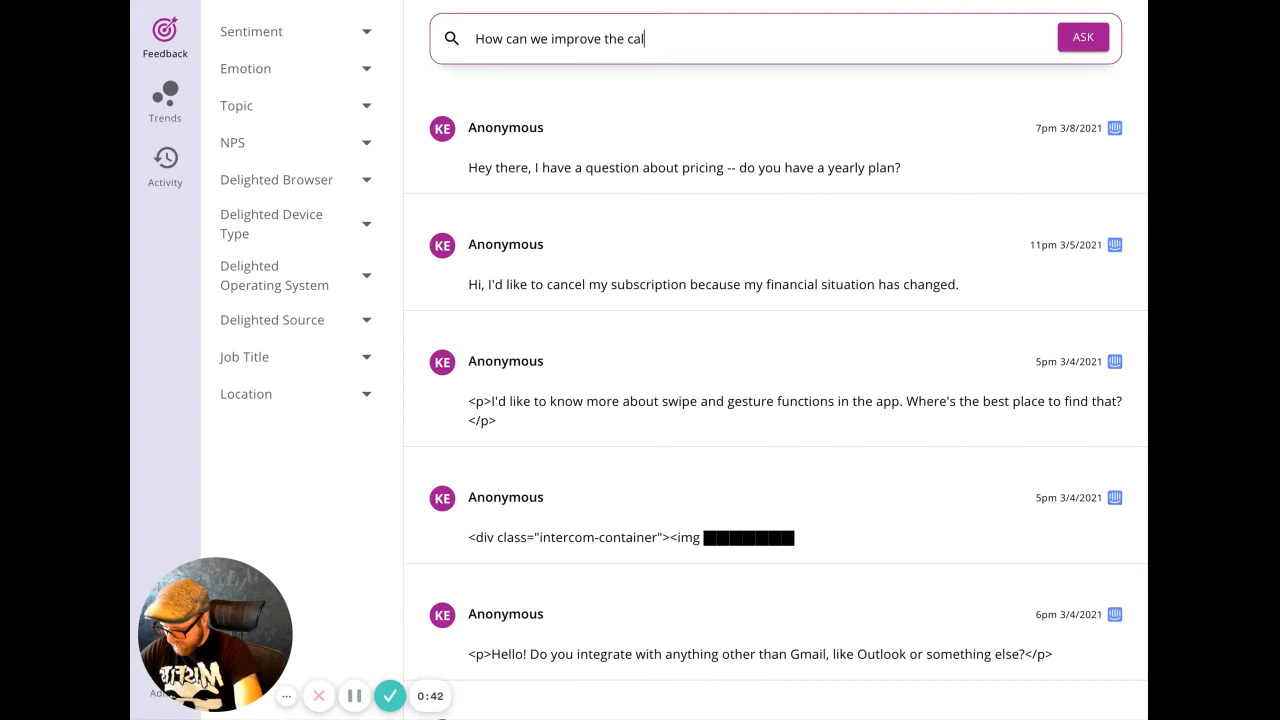 Feedback
Trends
Activity
Sentiment
Emotion
Topic
NPS
Delighted Browser
Delighted Device
Type
Delighted
Operating System
Delighted Source
Job Title
Location
How can we improve the cal
ASK
KE Anonymous 7pm 3/8/2021
Hey there, I have a question about pricing -- do you have a yearly plan?
KE Anonymous 11pm 3/5/2021
Hi, I'd like to cancel my subscription because my financial situation has changed.
KE Anonymous 5pm 3/4/2021
<p>I'd like to know more about swipe and gesture functions in the app. Where's the best place to find that?
</p>
KE Anonymous 5pm 3/4/2021
<div class="intercom-container"><img
KE Anonymous 6pm 3/4/2021
<p>Hello! Do you integrate with anything other than Gmail, like Outlook or something else?</p>
MISFITS
0:42